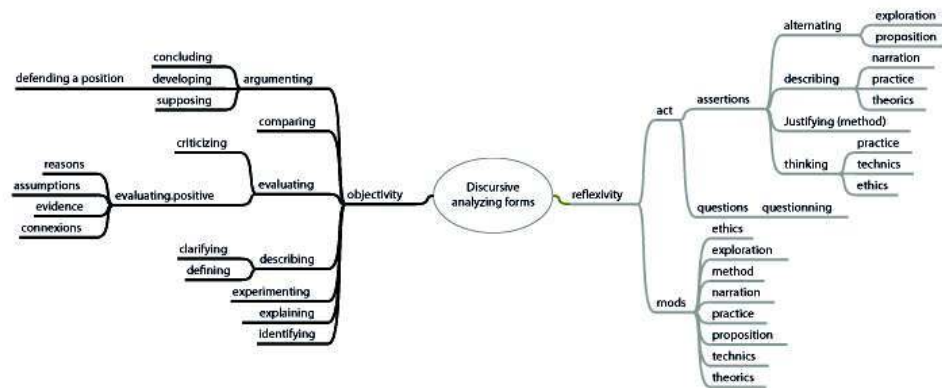 Discursive
analyzing forms
objectivity
argumenting
concluding
developing
defending a position
supposing
comparing
evaluating
criticizing
evaluating.positive
reasons
assumptions
evidence
connexions
describing
clarifying
defining
experimenting
explaining
identifying
reflexivity
act
assertions
alternating
exploration
proposition
describing
narration
practice
theorics
Justifying (method)
thinking
practice
technics
ethics
questions
questionning
mods
ethics
exploration
method
narration
practice
proposition
technics
theorics